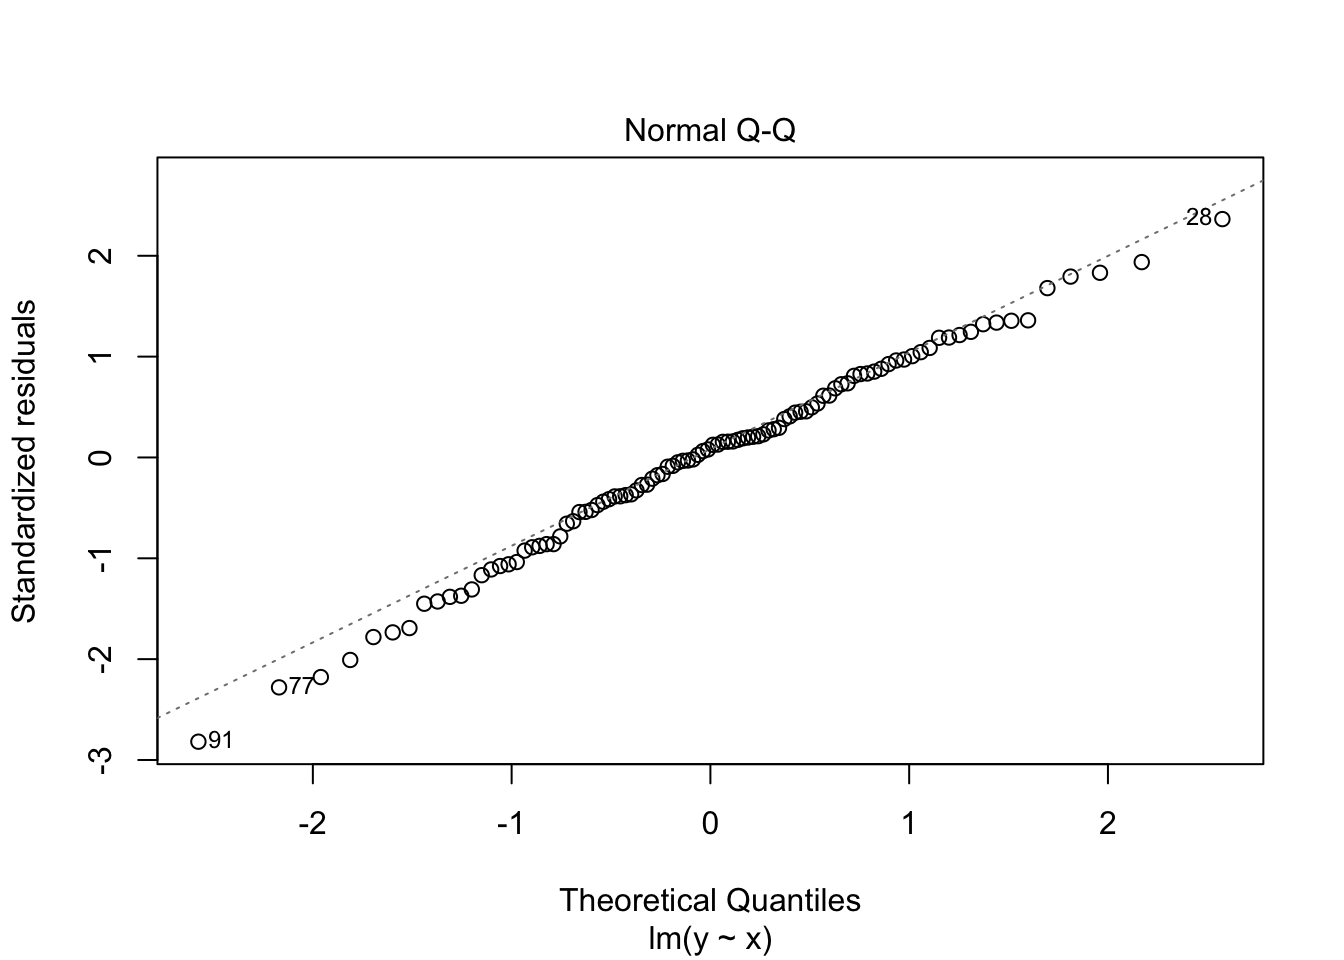 Normal Q-Q
Standardized residuals
2
1
0
-1
-2
-3
28
77
91
-2 -1 0 1 2
Theoretical Quantiles
lm(y ~ x)